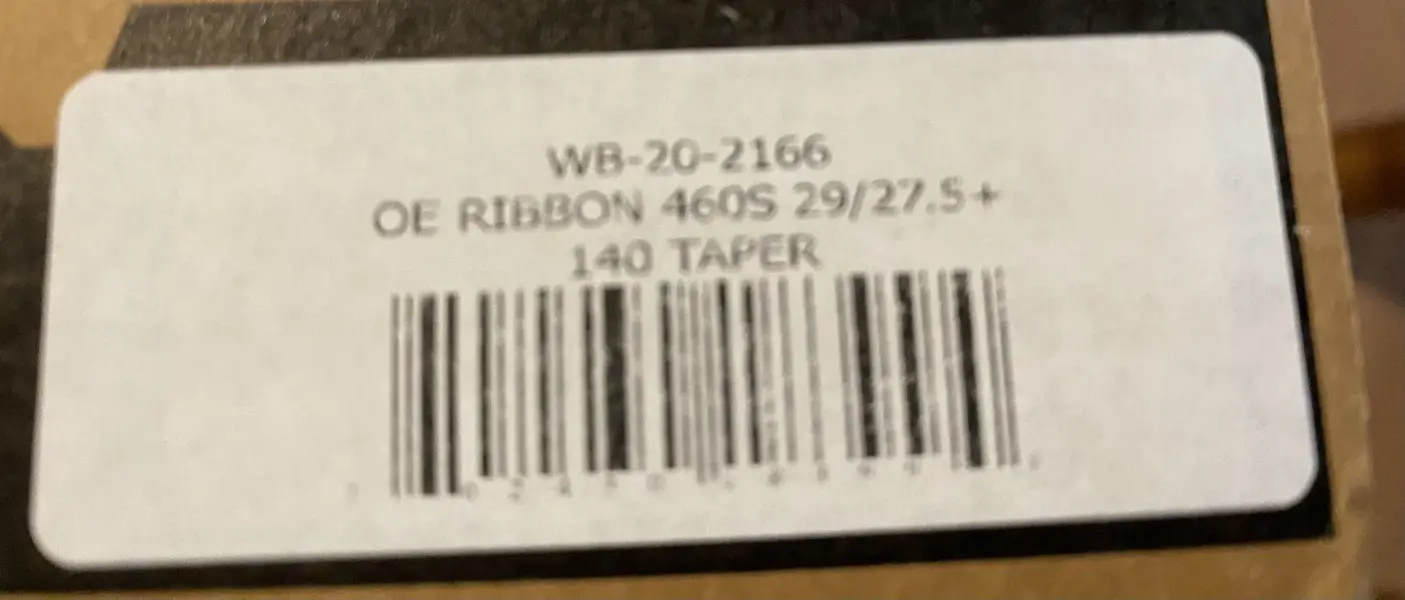 WB-20-2166
OE RIBBON 460S 29/27.5+
140 TAPER